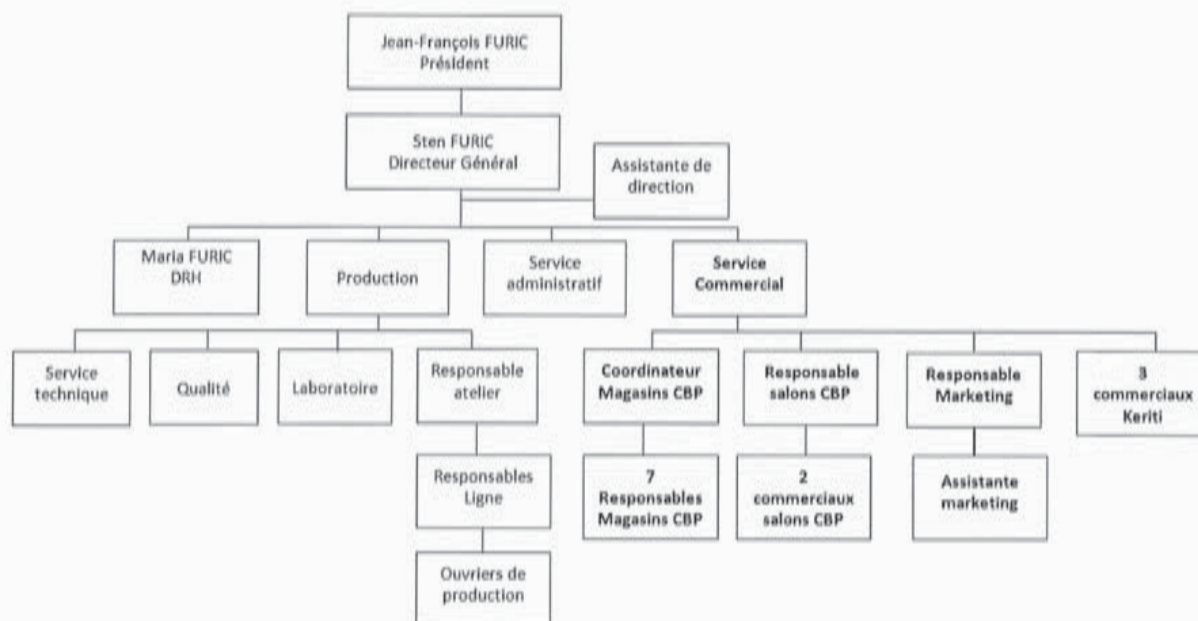 Jean-François FURIC
Président
Sten FURIC
Directeur Général
Assistante de
direction
Maria FURIC
DRH
Production
Service
administratif
Service
Commercial
Service
technique
Qualité
Laboratoire
Responsable
atelier
Coordinateur
Magasins CBP
Responsable
salons CBP
Responsable
Marketing
3
commerciaux
Keriti
Responsables
Ligne
7
Responsables
Magasins CBP
2
commerciaux
salons CBP
Assistante
marketing
Ouvriers de
production